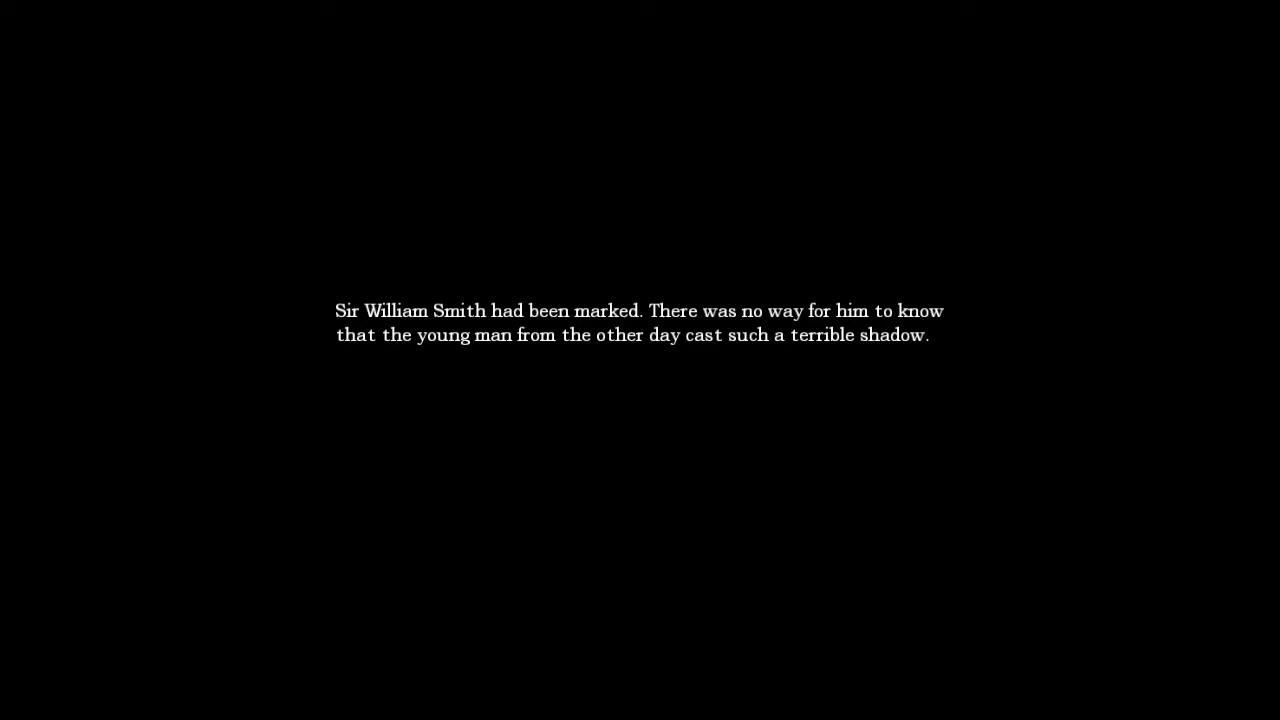 Sir William Smith had been marked. There was no way for him to know
that the young man from the other day cast such a terrible shadow.